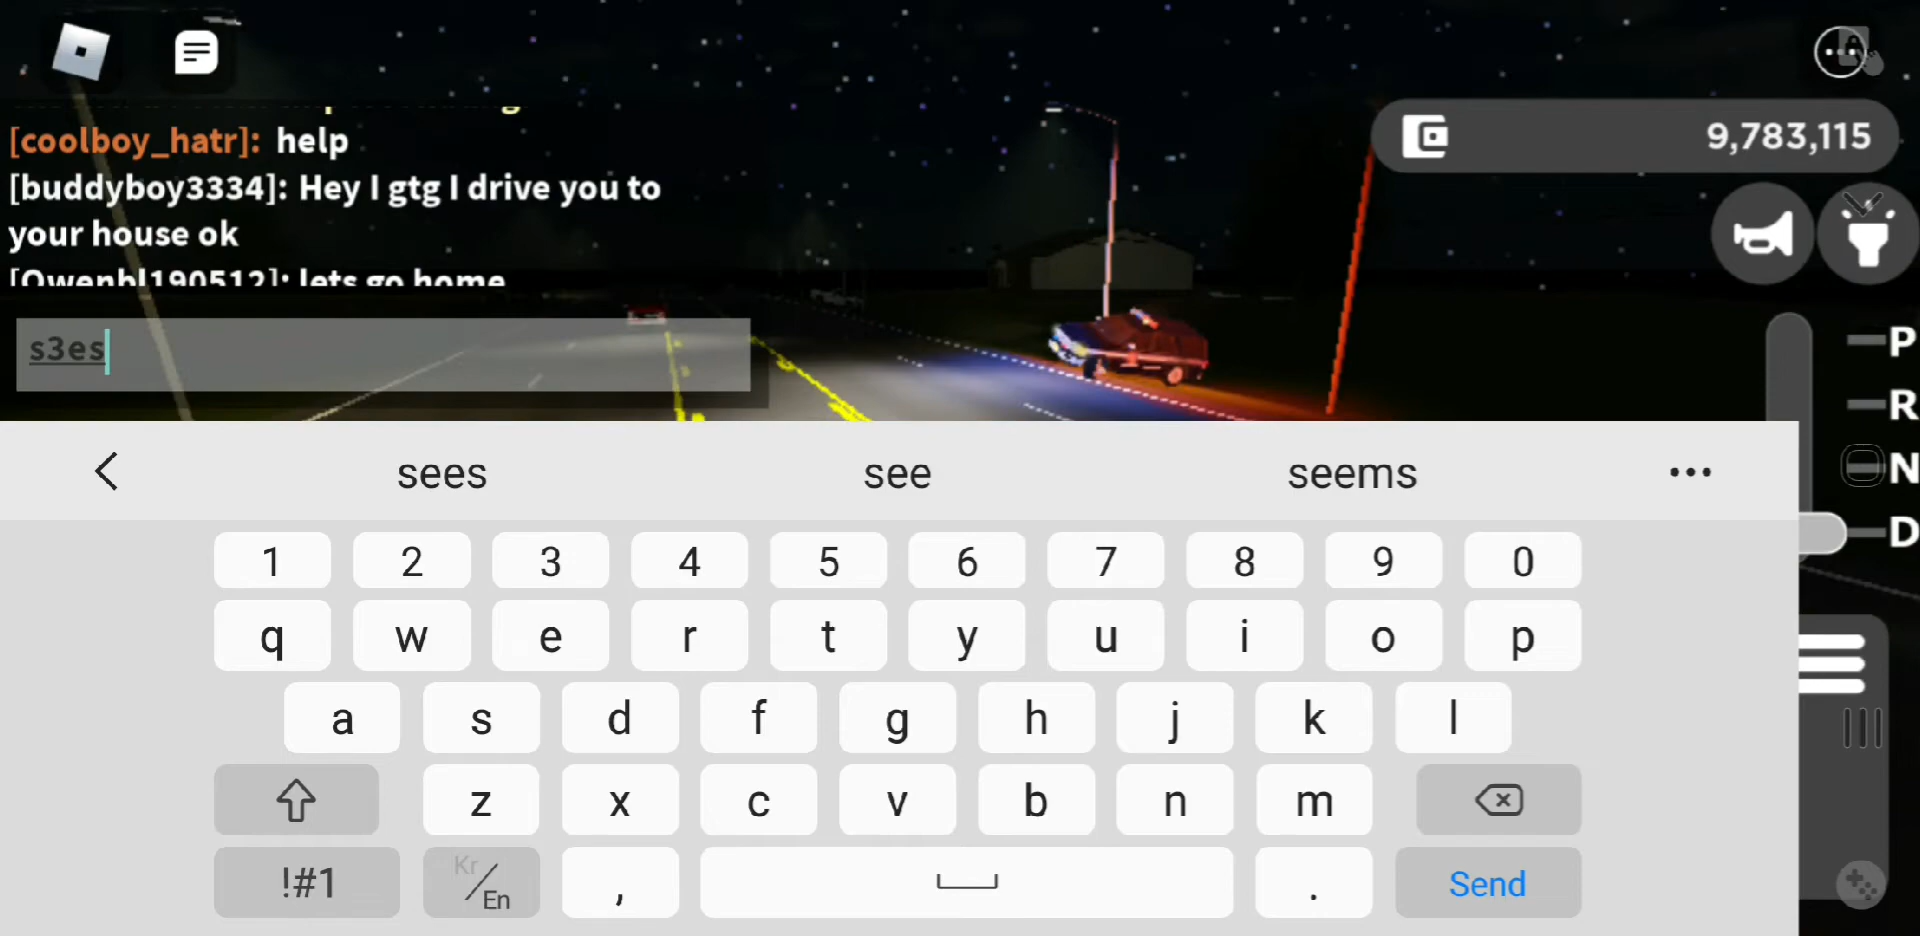 [coolboy_hatr]: help
[buddyboy3334]: Hey I gtg I drive you to
your house ok
[Owenbl190512]: lets go home
9,783,115
s3es
P
R
N
D
sees see seems
1 2 3 4 5 6 7 8 9 0
q w e r t y u i o p
a s d f g h j k l
z x c v b n m
!#1 Kr/En , . Send